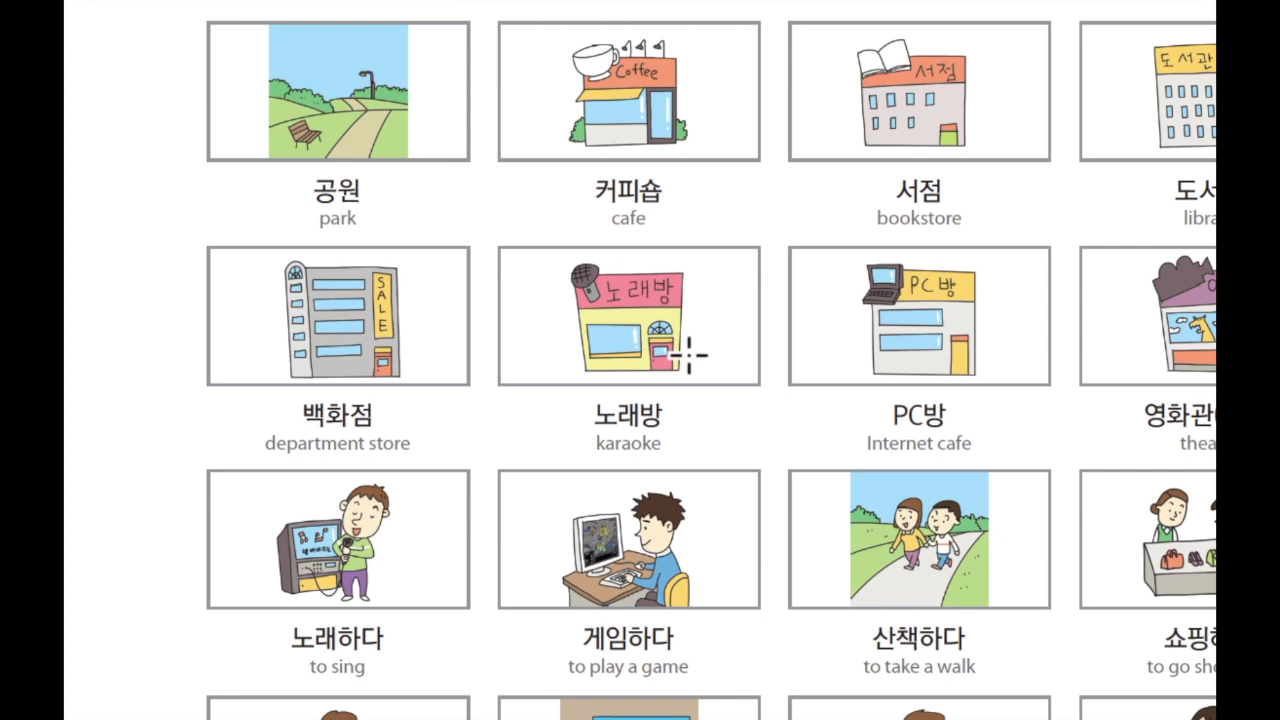 Coffee
서점
도서관
공원
커피숍
서점
park
cafe
bookstore
SALE
노래방
PC방
백화점
노래방
PC방
영화관
department store
karaoke
Internet cafe
노래하다
게임하다
산책하다
to sing
to play a game
to take a walk
to go